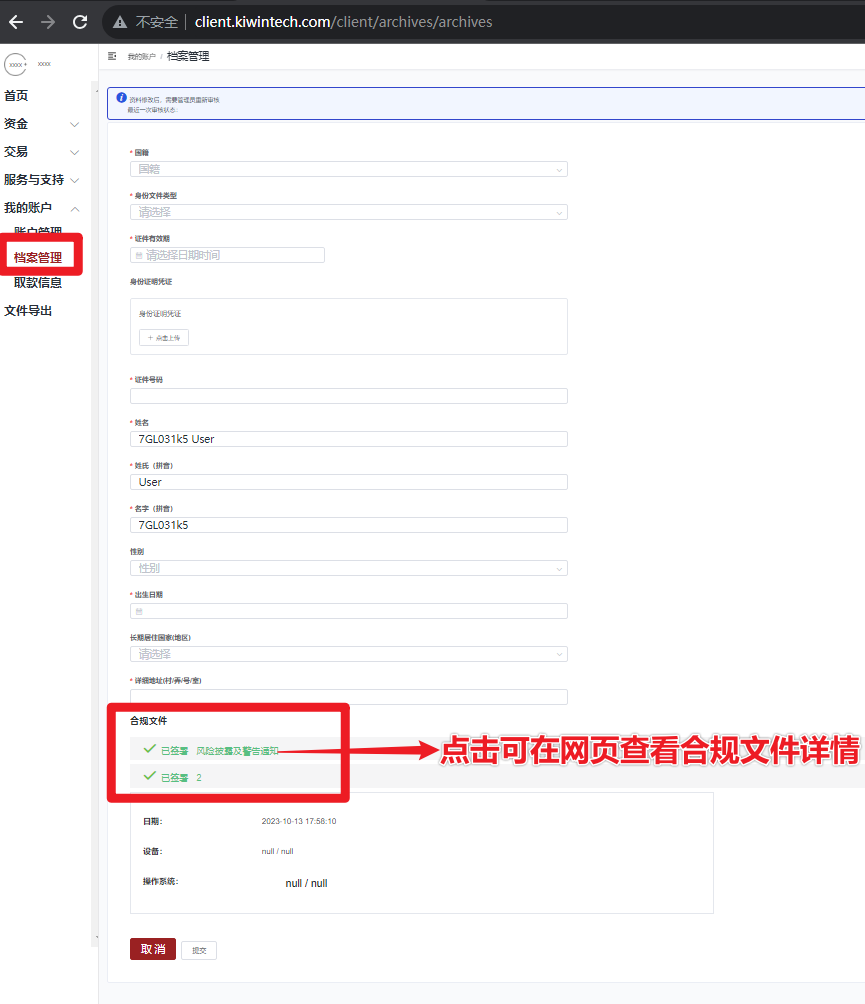 不安全 client.kiwintech.com/client/archives/archives
xxxx xxxx
我的账户 / 档案管理
首页
资金
交易
服务与支持
我的账户
账户管理
档案管理
取款信息
文件导出
资料修改后，需要管理员重新审核
最近一次审核状态：
* 国籍
国籍
* 身份文件类型
请选择
* 证件有效期
请选择日期时间
身份证明凭证
身份证明凭证
+ 点击上传
* 证件号码
* 姓名
7GL031k5 User
* 姓氏（拼音）
User
* 名字（拼音）
7GL031k5
性别
性别
* 出生日期
长期居住国家(地区)
请选择
* 详细地址(村/弄/号/室)
合规文件
已签署 风险披露及警告通知
已签署 2
点击可在网页查看合规文件详情
日期: 2023-10-13 17:58:10
设备: null / null
操作系统: null / null
取消 提交